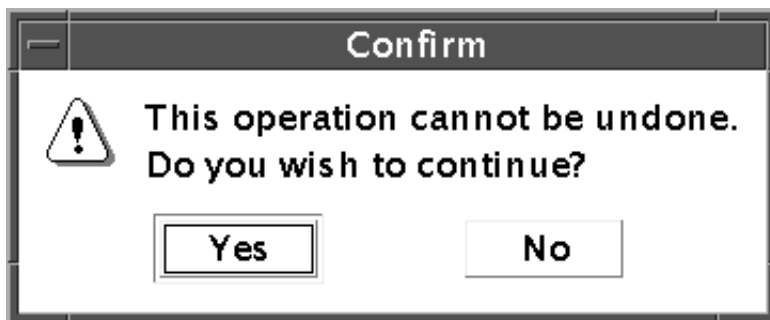 Confirm
This operation cannot be undone.
Do you wish to continue?
Yes No